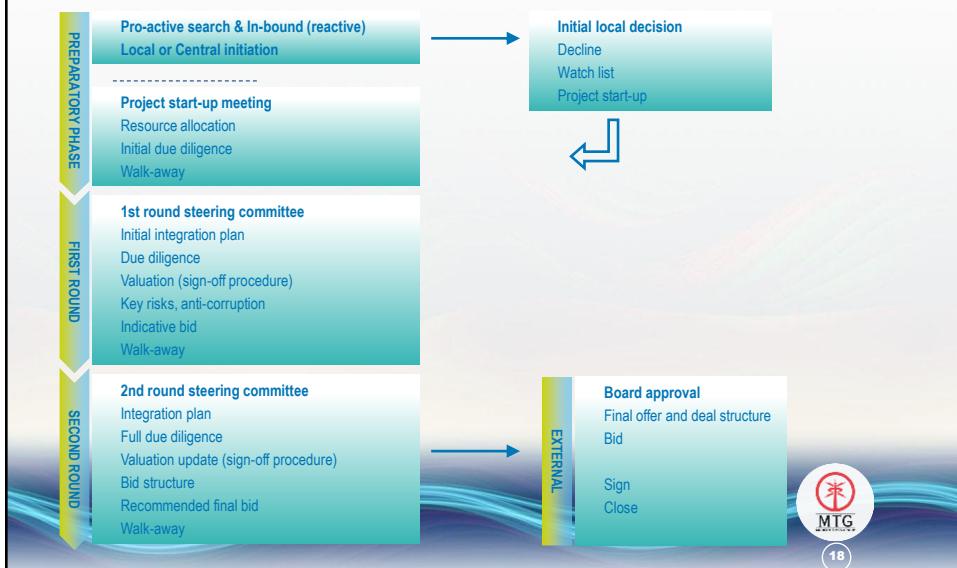 PREPARATORY PHASE
Pro-active search & In-bound (reactive)
Local or Central initiation
Project start-up meeting
Resource allocation
Initial due diligence
Walk-away
Initial local decision
Decline
Watch list
Project start-up
FIRST ROUND
1st round steering committee
Initial integration plan
Due diligence
Valuation (sign-off procedure)
Key risks, anti-corruption
Indicative bid
Walk-away
SECOND ROUND
2nd round steering committee
Integration plan
Full due diligence
Valuation update (sign-off procedure)
Bid structure
Recommended final bid
Walk-away
EXTERNAL
Board approval
Final offer and deal structure
Bid
Sign
Close
MTG
18